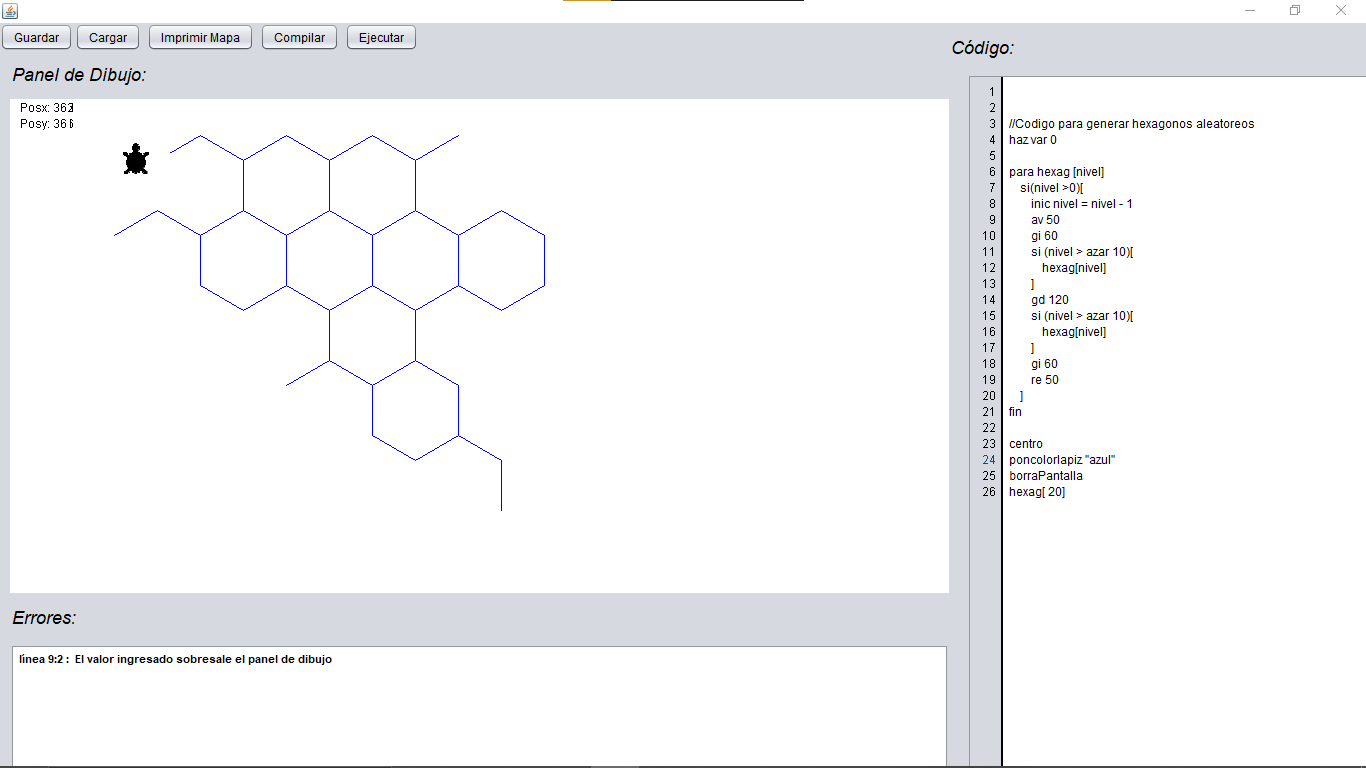 Guardar Cargar Imprimir Mapa Compilar Ejecutar
Código:
Panel de Dibujo:
Posx:
Posy:
1
2
3 //Codigo para generar hexagonos aleatoreos
4 haz var 0
5
6 para hexag [nivel]
7 si(nivel >0)[
8 inic nivel = nivel - 1
9 av 50
10 gi 60
11 si (nivel > azar 10)[
12 hexag[nivel]
13 ]
14 gd 120
15 si (nivel > azar 10)[
16 hexag[nivel]
17 ]
18 gi 60
19 re 50
20 ]
21 fin
22
23 centro
24 poncolorlapiz "azul"
25 borraPantalla
26 hexag[ 20]
Errores:
línea 9:2 : El valor ingresado sobresale el panel de dibujo